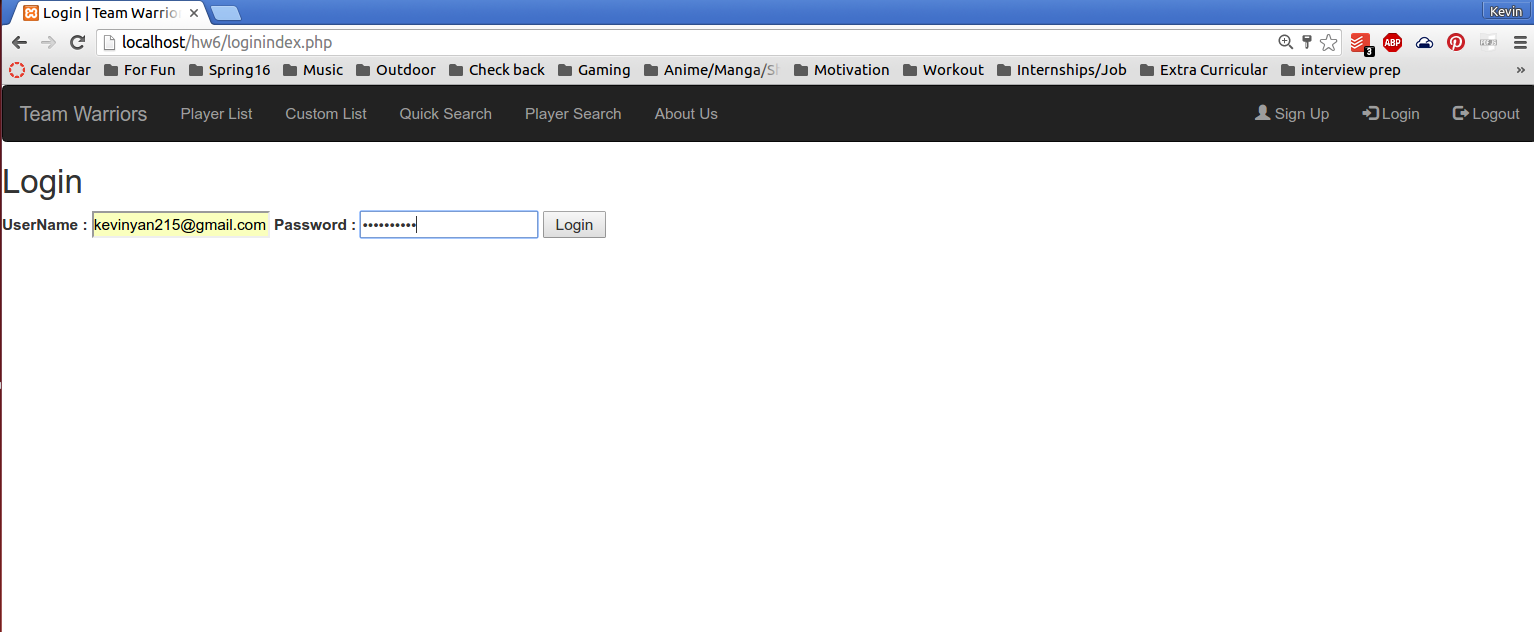 Login | Team Warrio
Kevin
localhost/hw6/loginindex.php
3
ABP
Calendar For Fun Spring16 Music Outdoor Check back Gaming Anime/Manga/Sh Motivation Workout Internships/Job Extra Curricular interview prep »
Team Warriors Player List Custom List Quick Search Player Search About Us Sign Up Login Logout
Login
UserName : kevinyan215@gmail.com Password : •••••••••• Login